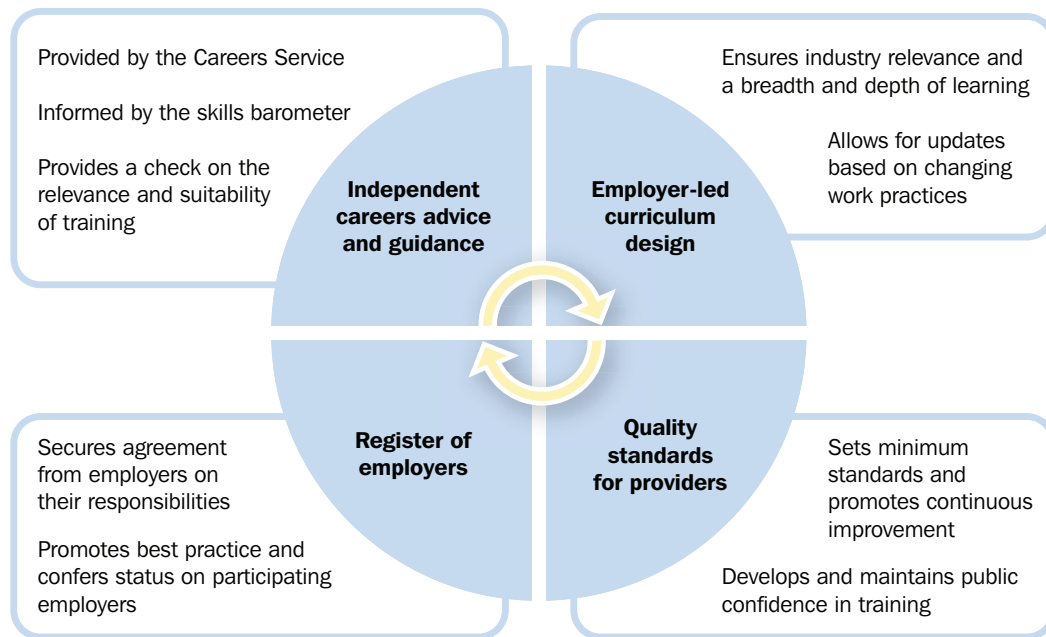 Provided by the Careers Service
Informed by the skills barometer
Provides a check on the
relevance and suitability
of training
Independent
careers advice
and guidance
Ensures industry relevance and
a breadth and depth of learning
Allows for updates
based on changing
work practices
Employer-led
curriculum
design
Secures agreement
from employers on
their responsibilities
Promotes best practice and
confers status on participating
employers
Register of
employers
Quality
standards
for providers
Sets minimum
standards and
promotes continuous
improvement
Develops and maintains public
confidence in training